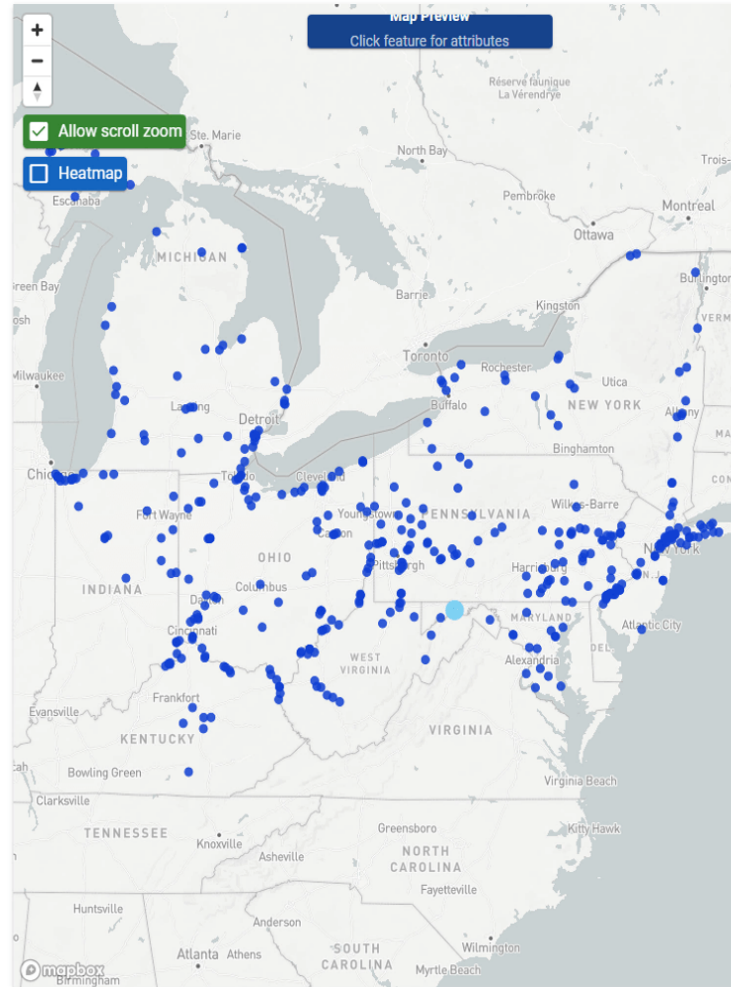 Map Preview
Click feature for attributes
+
−
Allow scroll zoom
Heatmap
Réserve faunique
La Vérendrye
Ste. Marie
North Bay
Trois-
Escanaba
Pembroke
Montreal
Ottawa
MICHIGAN
Green Bay
Barrie
Kingston
Burlington
osh
VERM
Toronto
Rochester
Milwaukee
Utica
Lansing
Buffalo
NEW YORK
Albany
Detroit
MA
Binghamton
Chicago
Toledo
Cleveland
CON
Fort Wayne
Youngstown
PENNSYLVANIA
Wilkes-Barre
Canton
New York
OHIO
Pittsburgh
Harrisburg
N.J.
INDIANA
Columbus
Dayton
MARYLAND
Atlantic City
Cincinnati
WEST
VIRGINIA
Alexandria
DEL.
Frankfort
Evansville
VIRGINIA
KENTUCKY
Bowling Green
Virginia Beach
Clarksville
TENNESSEE
Greensboro
Kitty Hawk
Knoxville
NORTH
CAROLINA
Asheville
Fayetteville
Huntsville
Anderson
Wilmington
Atlanta
Athens
SOUTH
CAROLINA
Myrtle Beach
mapbox
Birmingham